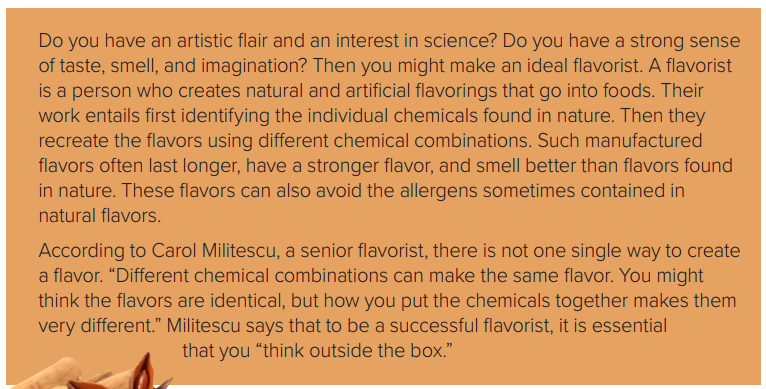 Do you have an artistic flair and an interest in science? Do you have a strong sense
of taste, smell, and imagination? Then you might make an ideal flavorist. A flavorist
is a person who creates natural and artificial flavorings that go into foods. Their
work entails first identifying the individual chemicals found in nature. Then they
recreate the flavors using different chemical combinations. Such manufactured
flavors often last longer, have a stronger flavor, and smell better than flavors found
in nature. These flavors can also avoid the allergens sometimes contained in
natural flavors.
According to Carol Militescu, a senior flavorist, there is not one single way to create
a flavor. “Different chemical combinations can make the same flavor. You might
think the flavors are identical, but how you put the chemicals together makes them
very different.” Militescu says that to be a successful flavorist, it is essential
that you “think outside the box.”